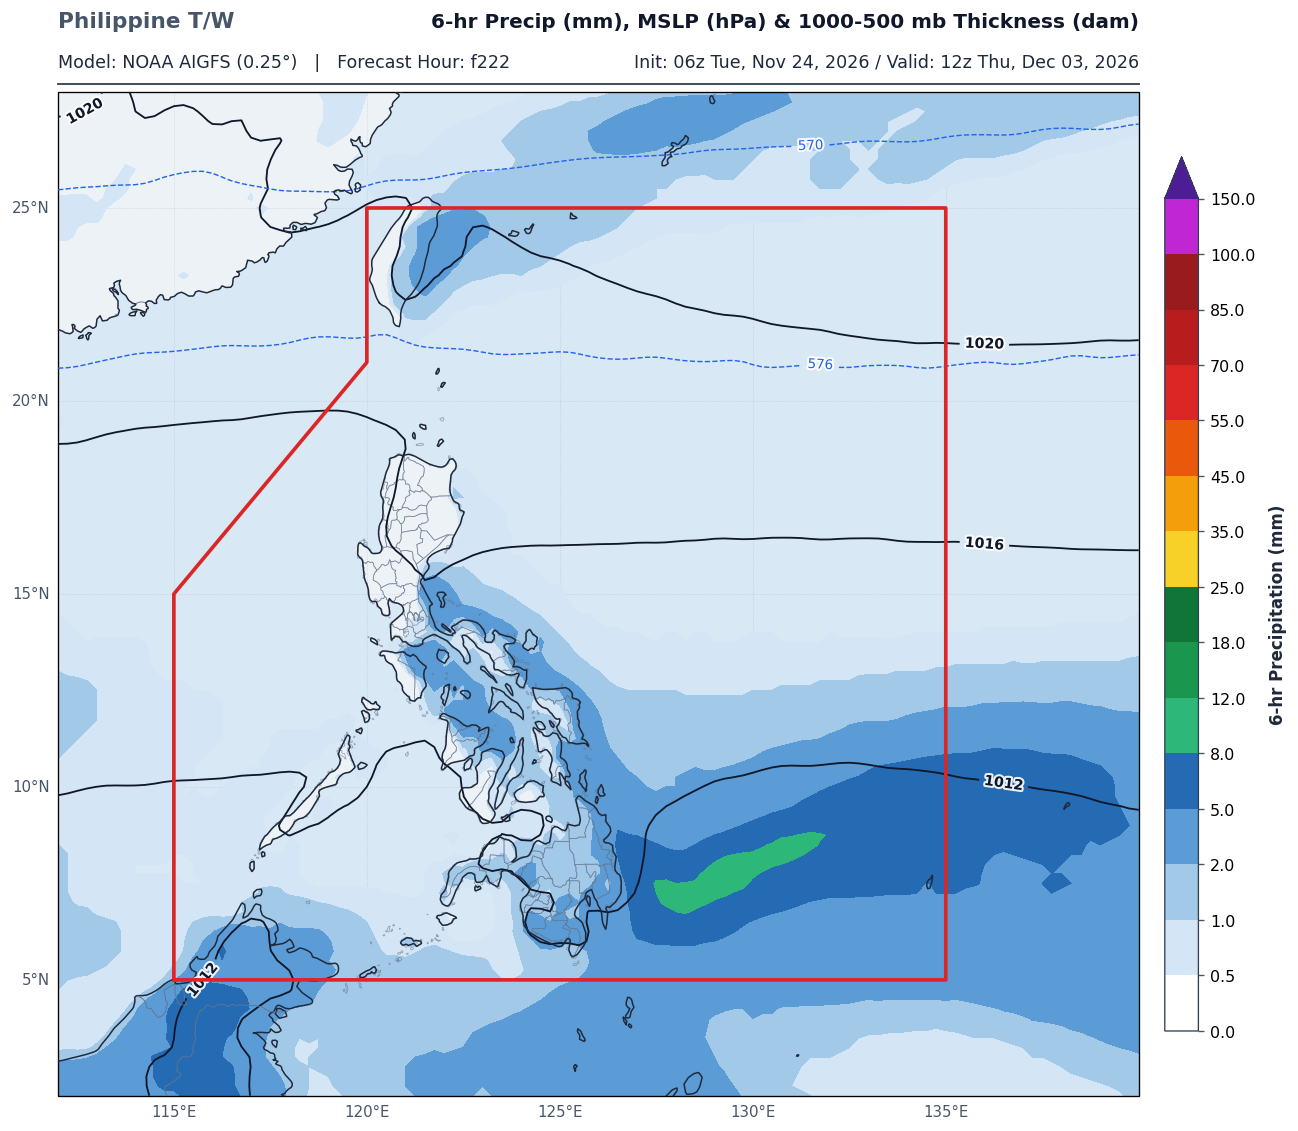 Philippine T/W
6-hr Precip (mm), MSLP (hPa) & 1000-500 mb Thickness (dam)
Model: NOAA AIGFS (0.25°) | Forecast Hour: f222
Init: 06z Tue, Nov 24, 2026 / Valid: 12z Thu, Dec 03, 2026
1020
570
25°N
1020
576
20°N
1016
15°N
1012
10°N
1012
5°N
115°E
120°E
125°E
130°E
135°E
150.0
100.0
85.0
70.0
55.0
45.0
35.0
25.0
18.0
12.0
8.0
5.0
2.0
1.0
0.5
0.0
6-hr Precipitation (mm)